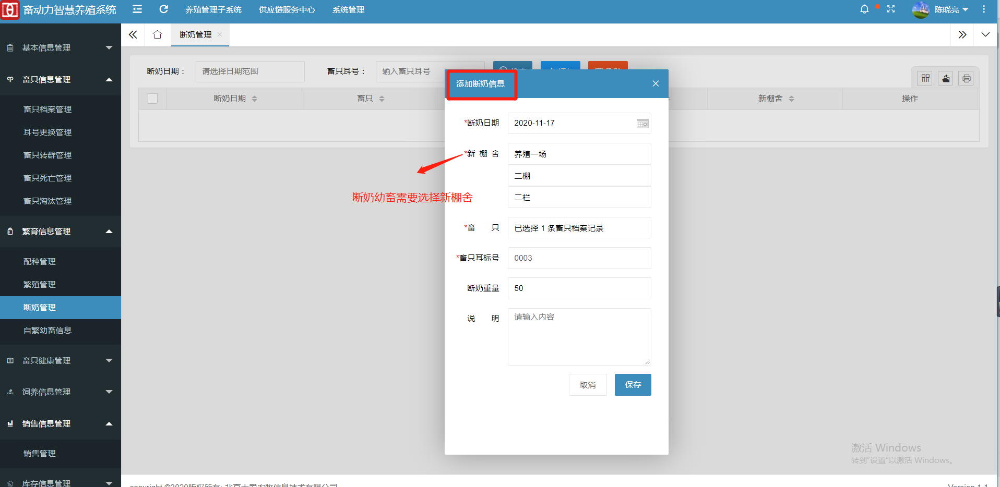 畜动力智慧养殖系统
养殖管理子系统
供应链服务中心
系统管理
陈晓亮
断奶管理
基本信息管理
畜只信息管理
畜只档案管理
耳号更换管理
畜只转群管理
畜只死亡管理
畜只淘汰管理
繁育信息管理
配种管理
繁殖管理
断奶管理
自繁幼畜信息
畜只健康管理
饲养信息管理
销售信息管理
销售管理
库存信息管理
断奶日期：
请选择日期范围
畜只耳号：
输入畜只耳号
断奶日期
畜只
新棚舍
操作
添加断奶信息
*断奶日期
2020-11-17
*新 棚 舍
养殖一场
二棚
二栏
断奶幼畜需要选择新棚舍
*畜 只
已选择 1 条畜只档案记录
*畜只耳标号
0003
断奶重量
50
说 明
请输入内容
取消
保存
激活 Windows
转到"设置"以激活 Windows。
copyright ©2020版权所有:
Version 1.1